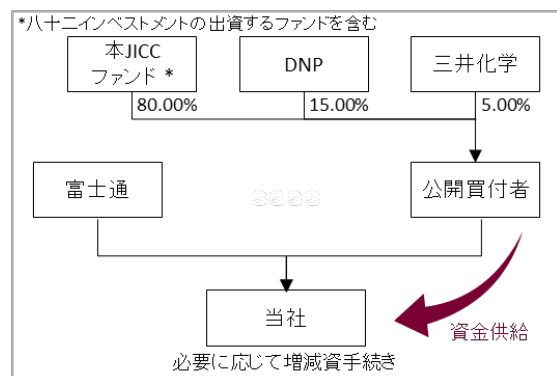 *八十二インベストメントの出資するファンドを含む
本JICC
ファンド *
DNP
三井化学
80.00%
15.00%
5.00%
富士通
公開買付者
当社
資金供給
必要に応じて増減資手続き